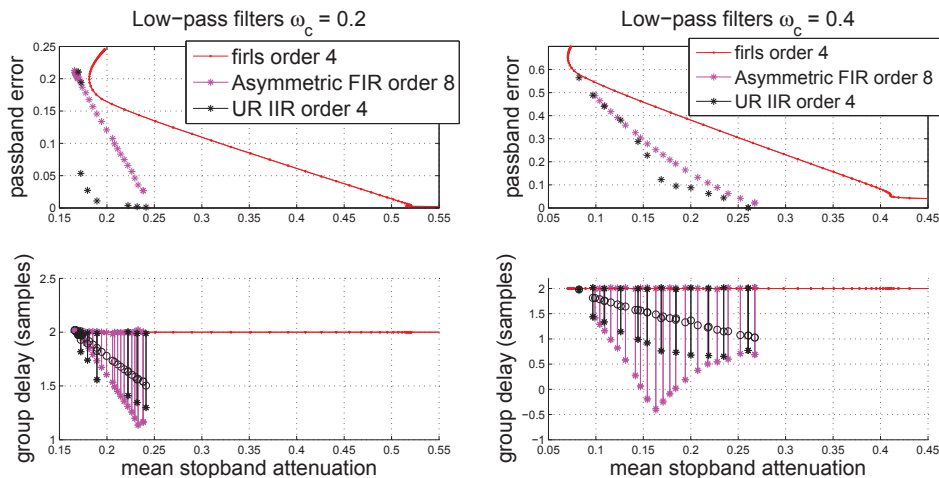 Low-pass filters ω_c = 0.2
0.25
0.2
0.15
0.1
0.05
0
passband error
firls order 4
Asymmetric FIR order 8
UR IIR order 4
0.15 0.2 0.25 0.3 0.35 0.4 0.45 0.5 0.55
Low-pass filters ω_c = 0.4
0.6
0.5
0.4
0.3
0.2
0.1
0
passband error
firls order 4
Asymmetric FIR order 8
UR IIR order 4
0.05 0.1 0.15 0.2 0.25 0.3 0.35 0.4 0.45
2.5
2
1.5
1
group delay (samples)
0.15 0.2 0.25 0.3 0.35 0.4 0.45 0.5 0.55
mean stopband attenuation
2
1.5
1
0.5
0
−0.5
1
group delay (samples)
0.05 0.1 0.15 0.2 0.25 0.3 0.35 0.4 0.45
mean stopband attenuation